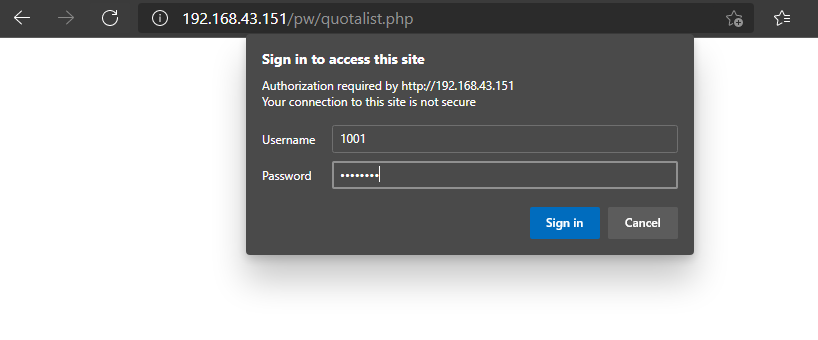 192.168.43.151/pw/quotalist.php
Sign in to access this site
Authorization required by http://192.168.43.151
Your connection to this site is not secure
Username 1001
Password ••••••••
Sign in Cancel